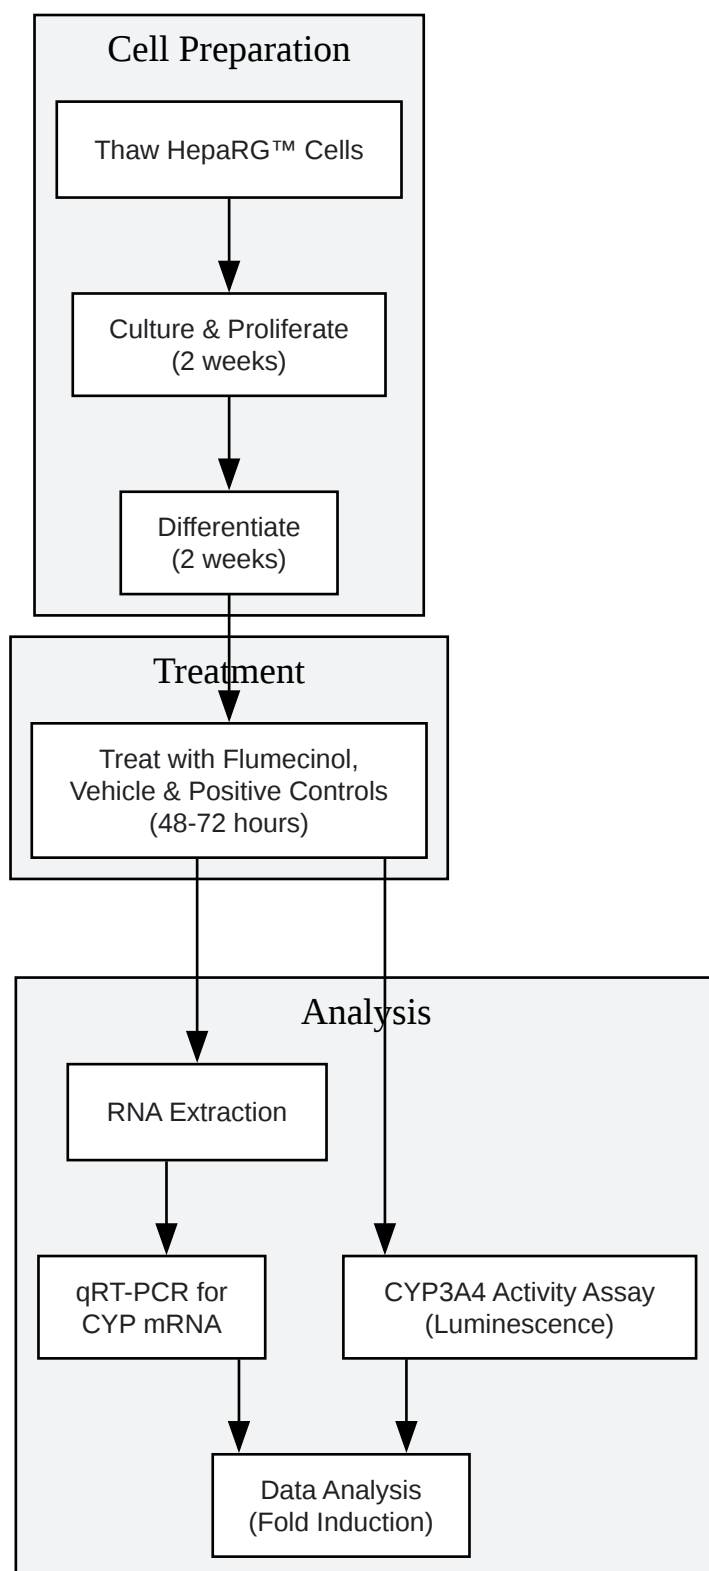 Cell Preparation
Thaw HepaRG™ Cells
Culture & Proliferate
(2 weeks)
Differentiate
(2 weeks)
Treatment
Treat with Flumecinol,
Vehicle & Positive Controls
(48-72 hours)
Analysis
RNA Extraction
qRT-PCR for
CYP mRNA
CYP3A4 Activity Assay
(Luminescence)
Data Analysis
(Fold Induction)